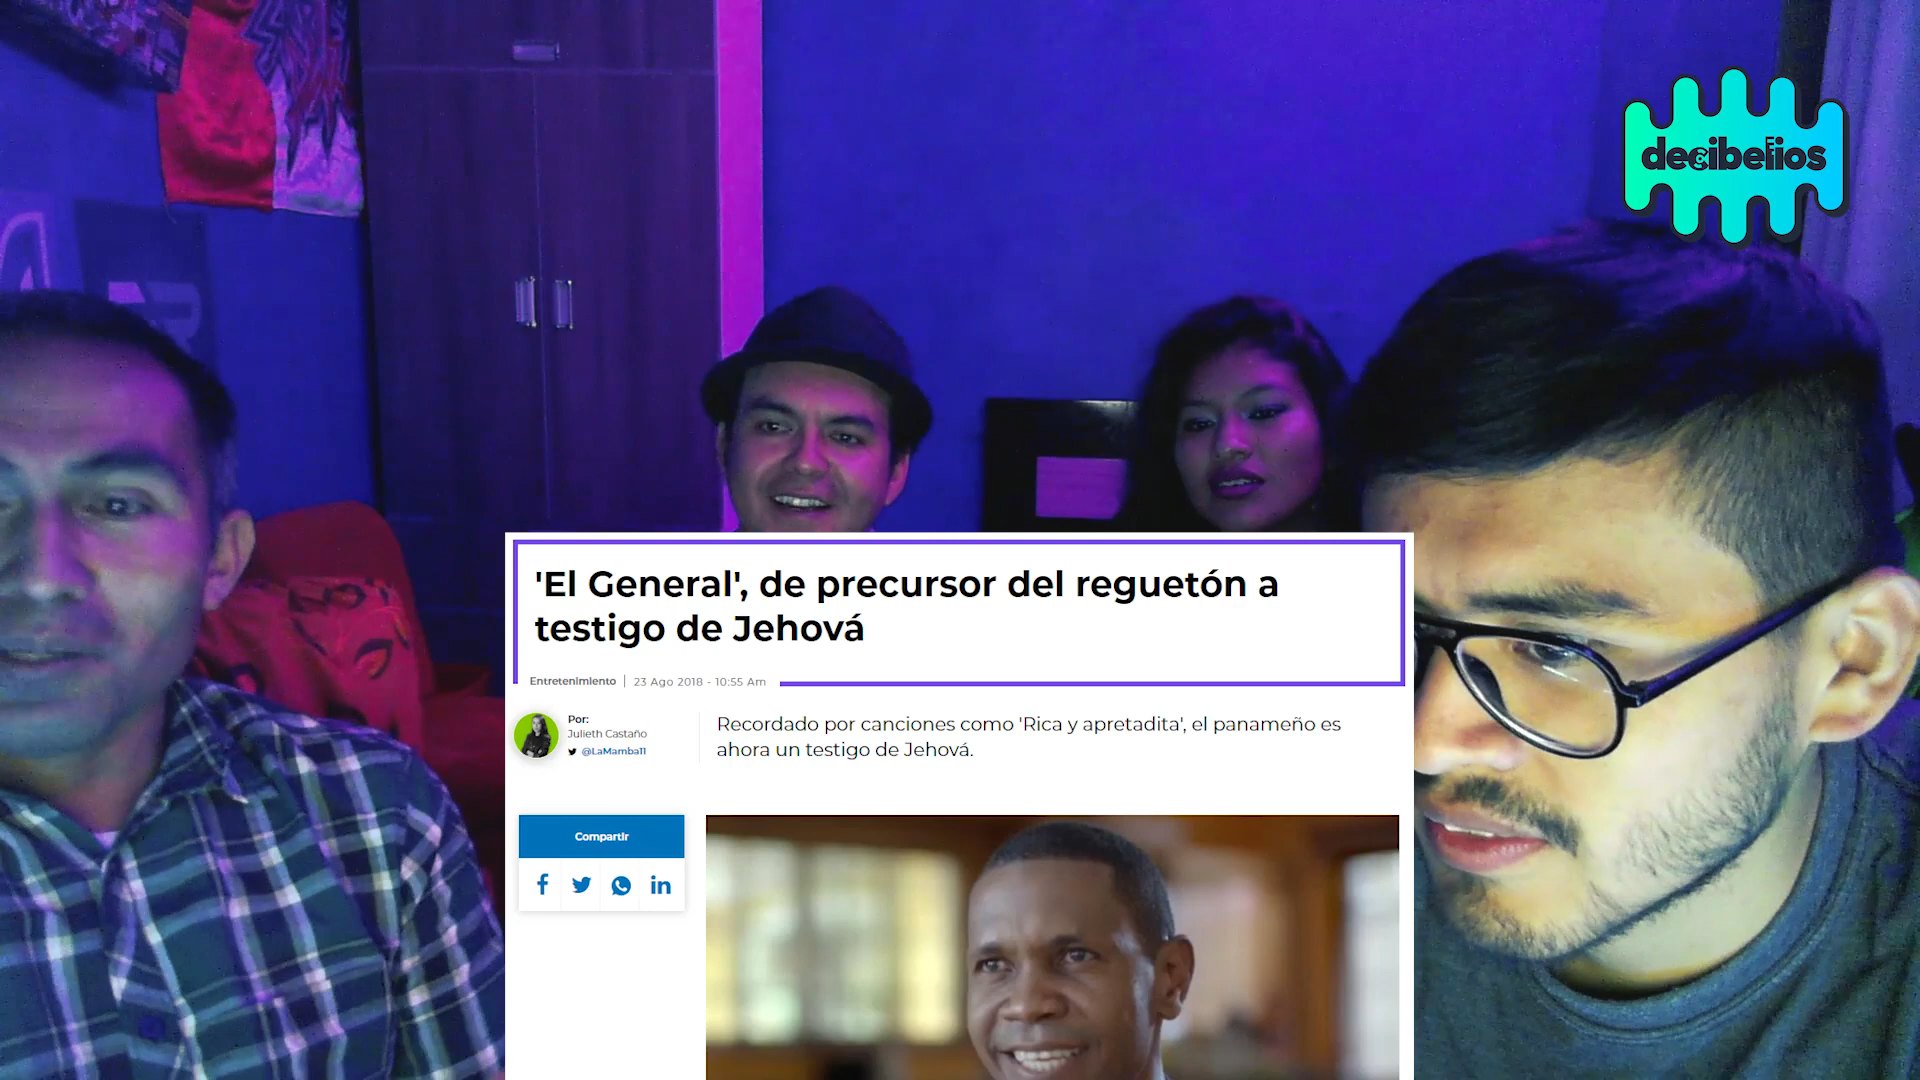 decibelios
'El General', de precursor del reguetón a
testigo de Jehová
Entretenimiento | 23 Ago 2018 - 10:55 Am
Por:
Julieth Castaño
@LaMamba11
Recordado por canciones como 'Rica y apretadita', el panameño es
ahora un testigo de Jehová.
Compartir